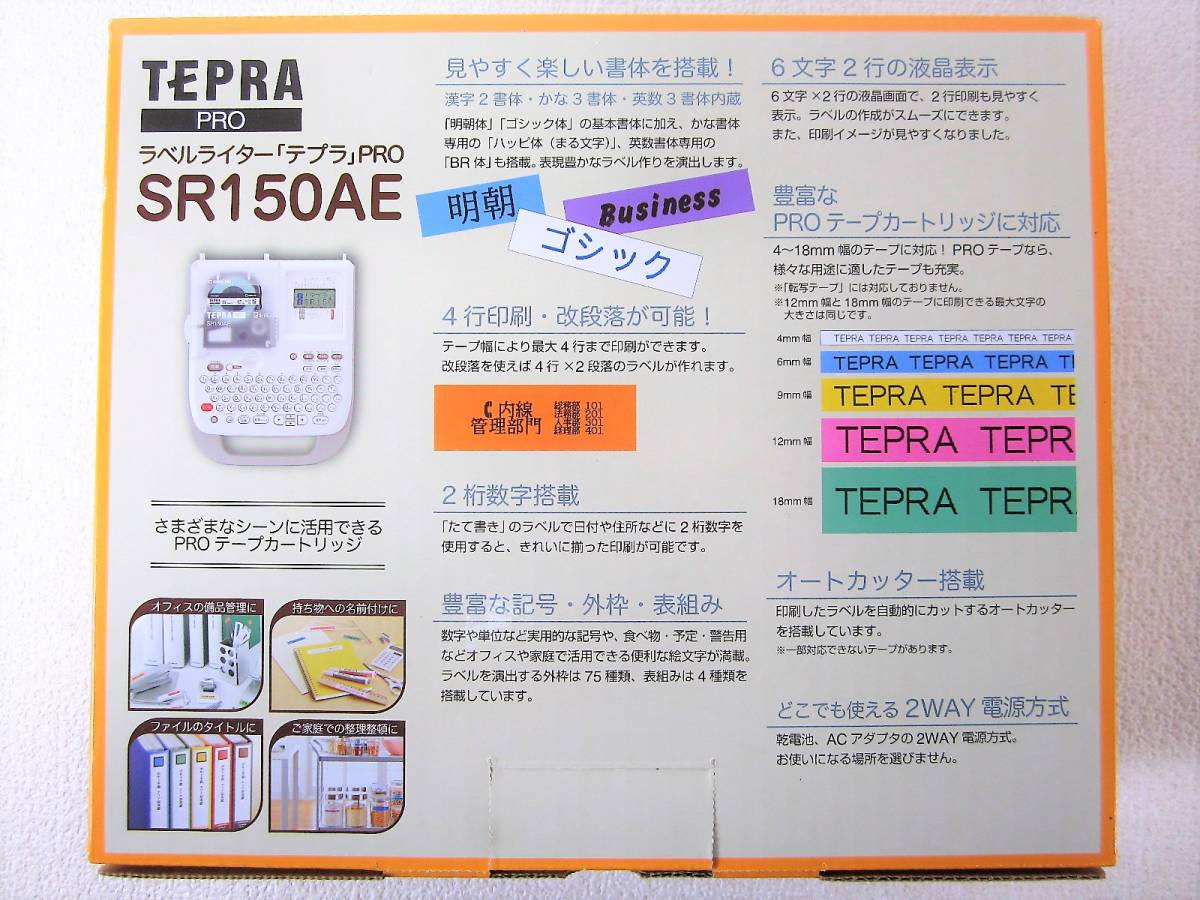 TEPRA
PRO
ラベルライター「テプラ」PRO
SR150AE
TEPRA
PRO
SR150AE
さまざまなシーンに活用できる
PROテープカートリッジ
オフィスの備品管理に
持ち物への名前付けに
ファイルのタイトルに
ご家庭での整理整頓に
見やすく楽しい書体を搭載！
漢字2書体・かな3書体・英数3書体内蔵
「明朝体」「ゴシック体」の基本書体に加え、かな書体
専用の「ハッピ体（まる文字）」、英数書体専用の
「BR体」も搭載。表現豊かなラベル作りを演出します。
明朝
Business
ゴシック
4行印刷・改段落が可能！
テープ幅により最大4行まで印刷ができます。
改段落を使えば4行×2段落のラベルが作れます。
内線
管理部門
総務部 101
法務部 201
人事部 301
経理部 401
2桁数字搭載
「たて書き」のラベルで日付や住所などに2桁数字を
使用すると、きれいに揃った印刷が可能です。
豊富な記号・外枠・表組み
数字や単位など実用的な記号や、食べ物・予定・警告用
などオフィスや家庭で活用できる便利な絵文字が満載。
ラベルを演出する外枠は75種類、表組みは4種類を
搭載しています。
6文字2行の液晶表示
6文字×2行の液晶画面で、2行印刷も見やすく
表示。ラベルの作成がスムーズにできます。
また、印刷イメージが見やすくなりました。
豊富な
PROテープカートリッジに対応
4〜18mm幅のテープに対応！PROテープなら、
様々な用途に適したテープも充実。
※「転写テープ」には対応しておりません。
※12mm幅と18mm幅のテープに印刷できる最大文字の
大きさは同じです。
4mm幅 TEPRA TEPRA TEPRA TEPRA TEPRA TEPRA TEPRA
6mm幅 TEPRA TEPRA TEPRA T
9mm幅 TEPRA TEPRA TE
12mm幅 TEPRA TEPR
18mm幅 TEPRA TEPR
オートカッター搭載
印刷したラベルを自動的にカットするオートカッター
を搭載しています。
※一部対応できないテープがあります。
どこでも使える2WAY電源方式
乾電池、ACアダプタの2WAY電源方式。
お使いになる場所を選びません。